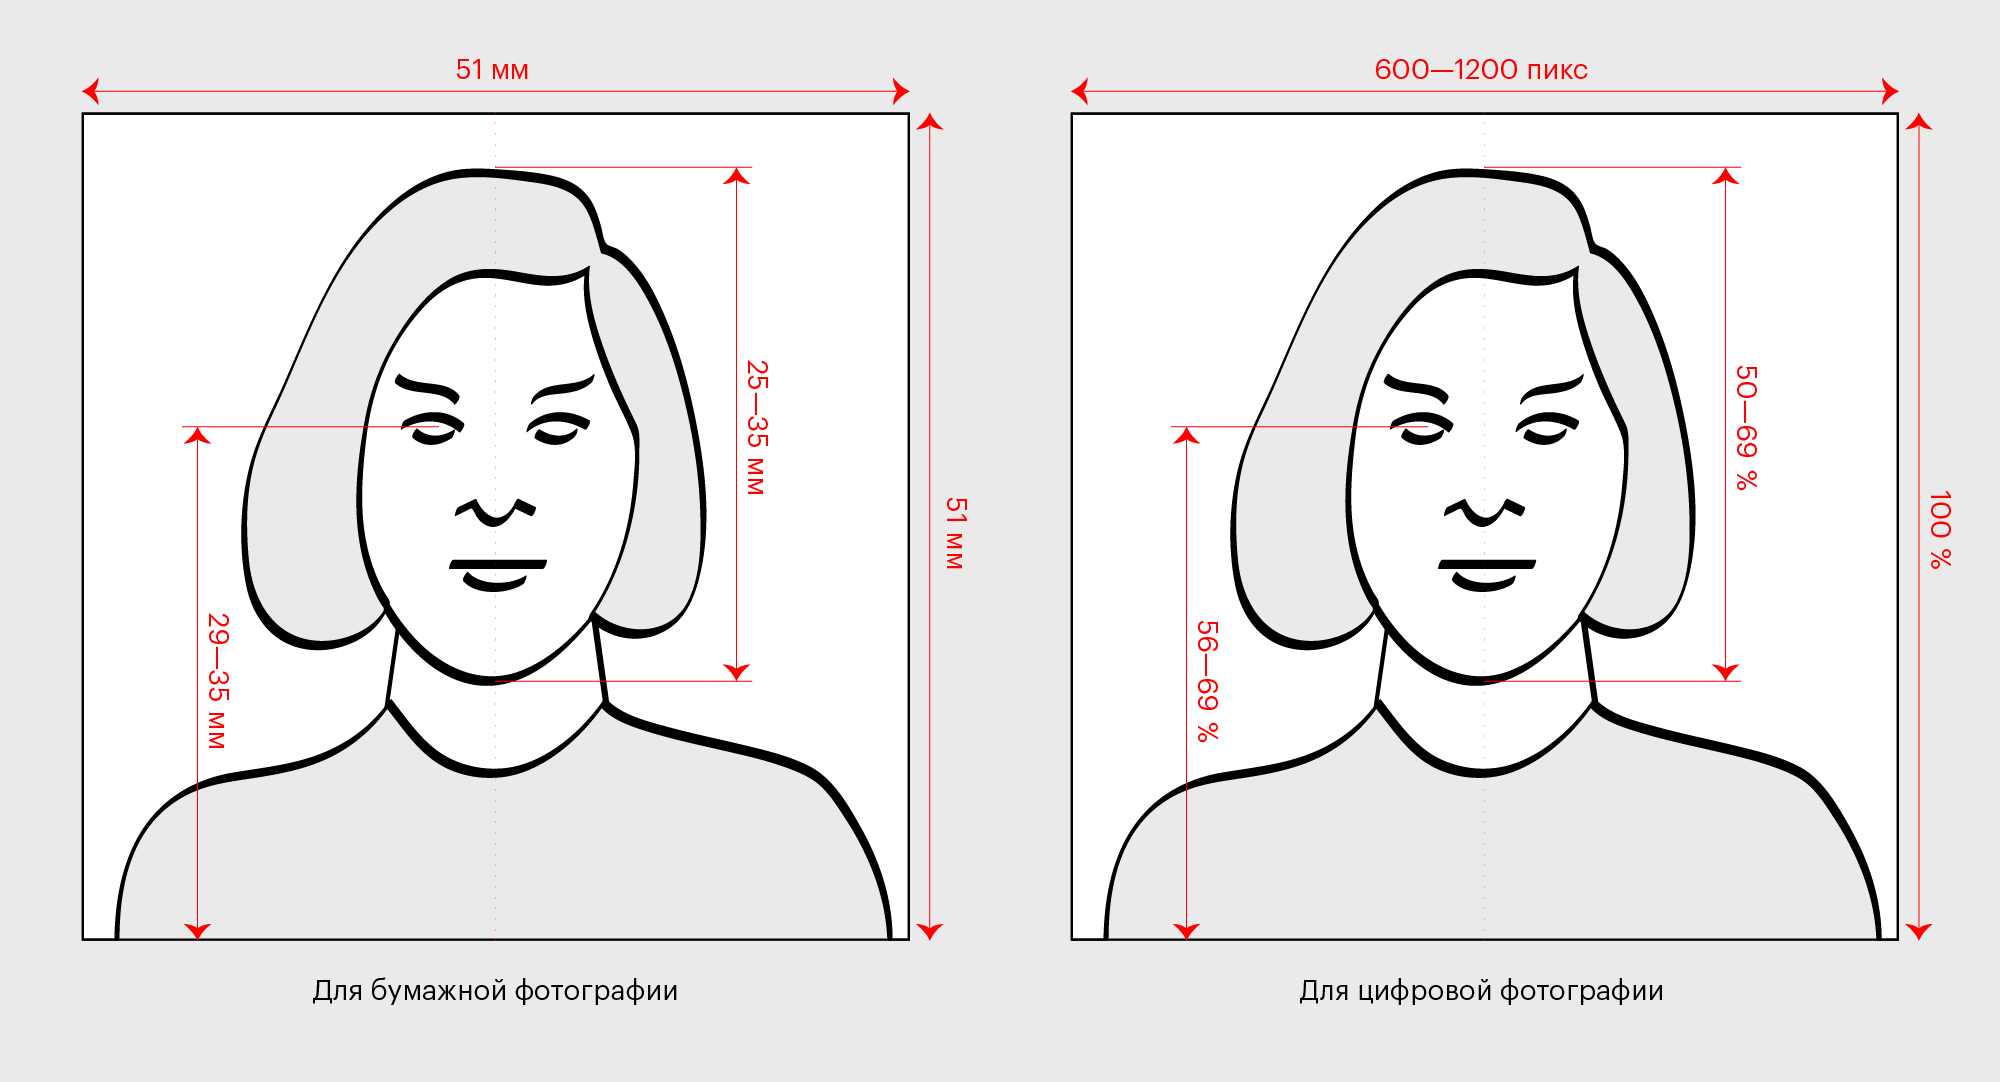 51 мм
25—35 мм
51 мм
29—35 мм
Для бумажной фотографии
600—1200 пикс
50—69 %
100 %
56—69 %
Для цифровой фотографии